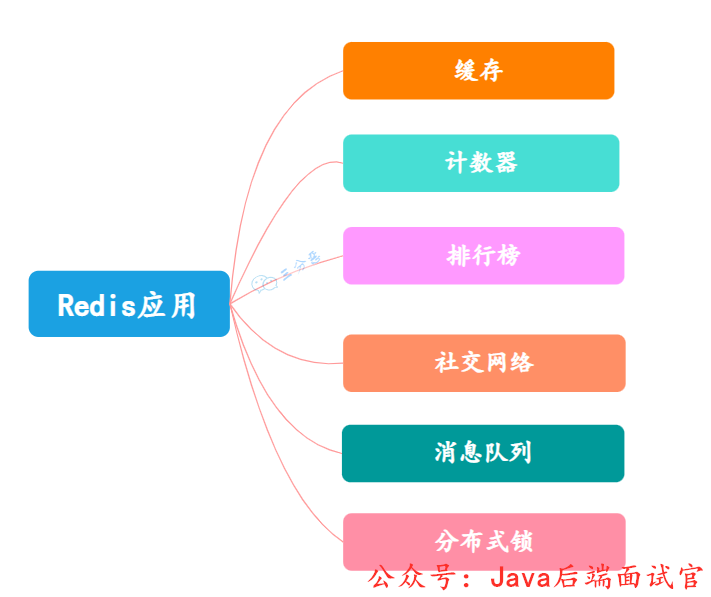 缓存
计数器
排行榜
三分恶
Redis应用
社交网络
消息队列
分布式锁
公众号：Java后端面试官